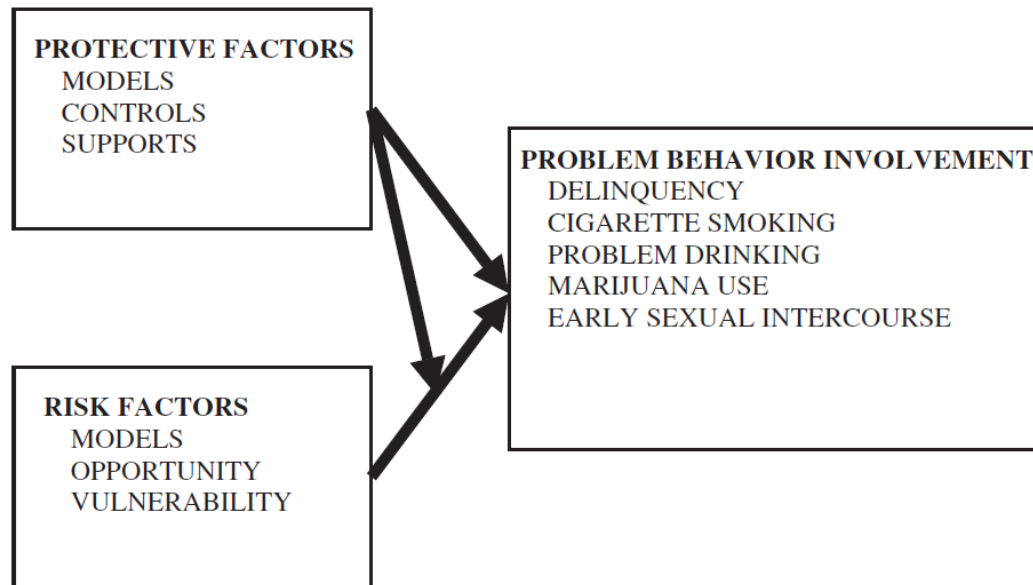 PROTECTIVE FACTORS
MODELS
CONTROLS
SUPPORTS
PROBLEM BEHAVIOR INVOLVEMENT
DELINQUENCY
CIGARETTE SMOKING
PROBLEM DRINKING
MARIJUANA USE
EARLY SEXUAL INTERCOURSE
RISK FACTORS
MODELS
OPPORTUNITY
VULNERABILITY